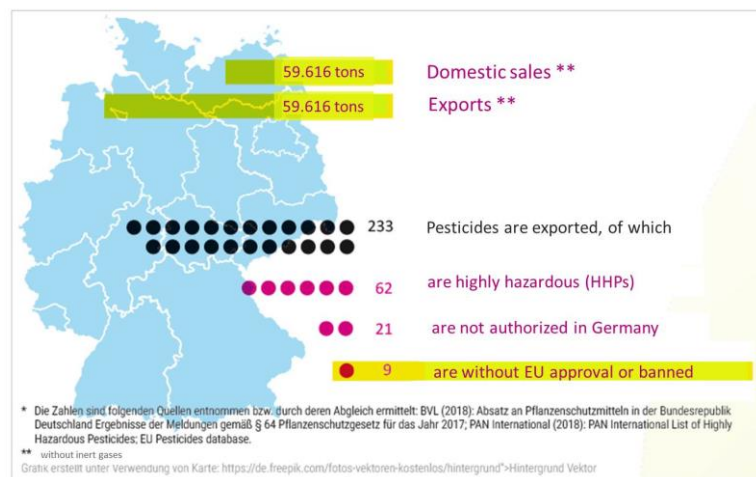 59.616 tons Domestic sales **
59.616 tons Exports **
233 Pesticides are exported, of which
62 are highly hazardous (HHPs)
21 are not authorized in Germany
9 are without EU approval or banned
* Die Zahlen sind folgenden Quellen entnommen bzw. durch deren Abgleich ermittelt: BVL (2018): Absatz an Pflanzenschutzmitteln in der Bundesrepublik
Deutschland Ergebnisse der Meldungen gemäß § 64 Pflanzenschutzgesetz für das Jahr 2017; PAN International (2018): PAN International List of Highly
Hazardous Pesticides; EU Pesticides database.
** without inert gases
Grafik erstellt unter Verwendung von Karte: https://de.freepik.com/fotos-vektoren-kostenlos/hintergrund">Hintergrund Vektor